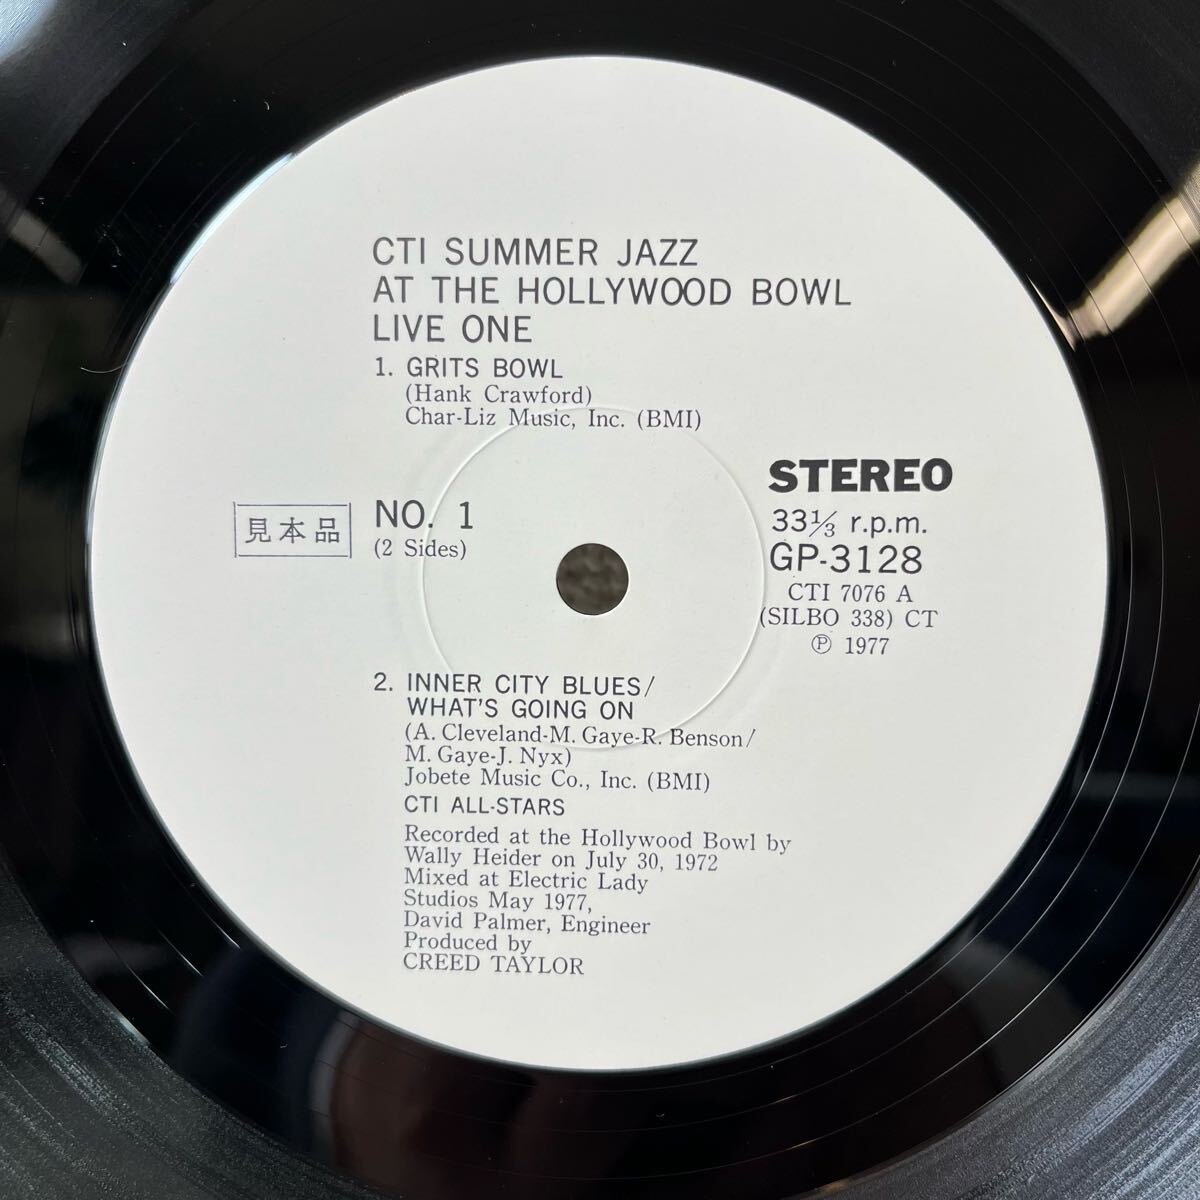 CTI SUMMER JAZZ
AT THE HOLLYWOOD BOWL
LIVE ONE
1. GRITS BOWL
(Hank Crawford)
Char-Liz Music, Inc. (BMI)
見本品
NO. 1
(2 Sides)
STEREO
33⅓ r.p.m.
GP-3128
CTI 7076 A
(SILBO 338) CT
Ⓟ 1977
2. INNER CITY BLUES/
WHAT'S GOING ON
(A. Cleveland-M. Gaye-R. Benson/
M. Gaye-J. Nyx)
Jobete Music Co., Inc. (BMI)
CTI ALL-STARS
Recorded at the Hollywood Bowl by
Wally Heider on July 30, 1972
Mixed at Electric Lady
Studios May 1977,
David Palmer, Engineer
Produced by
CREED TAYLOR